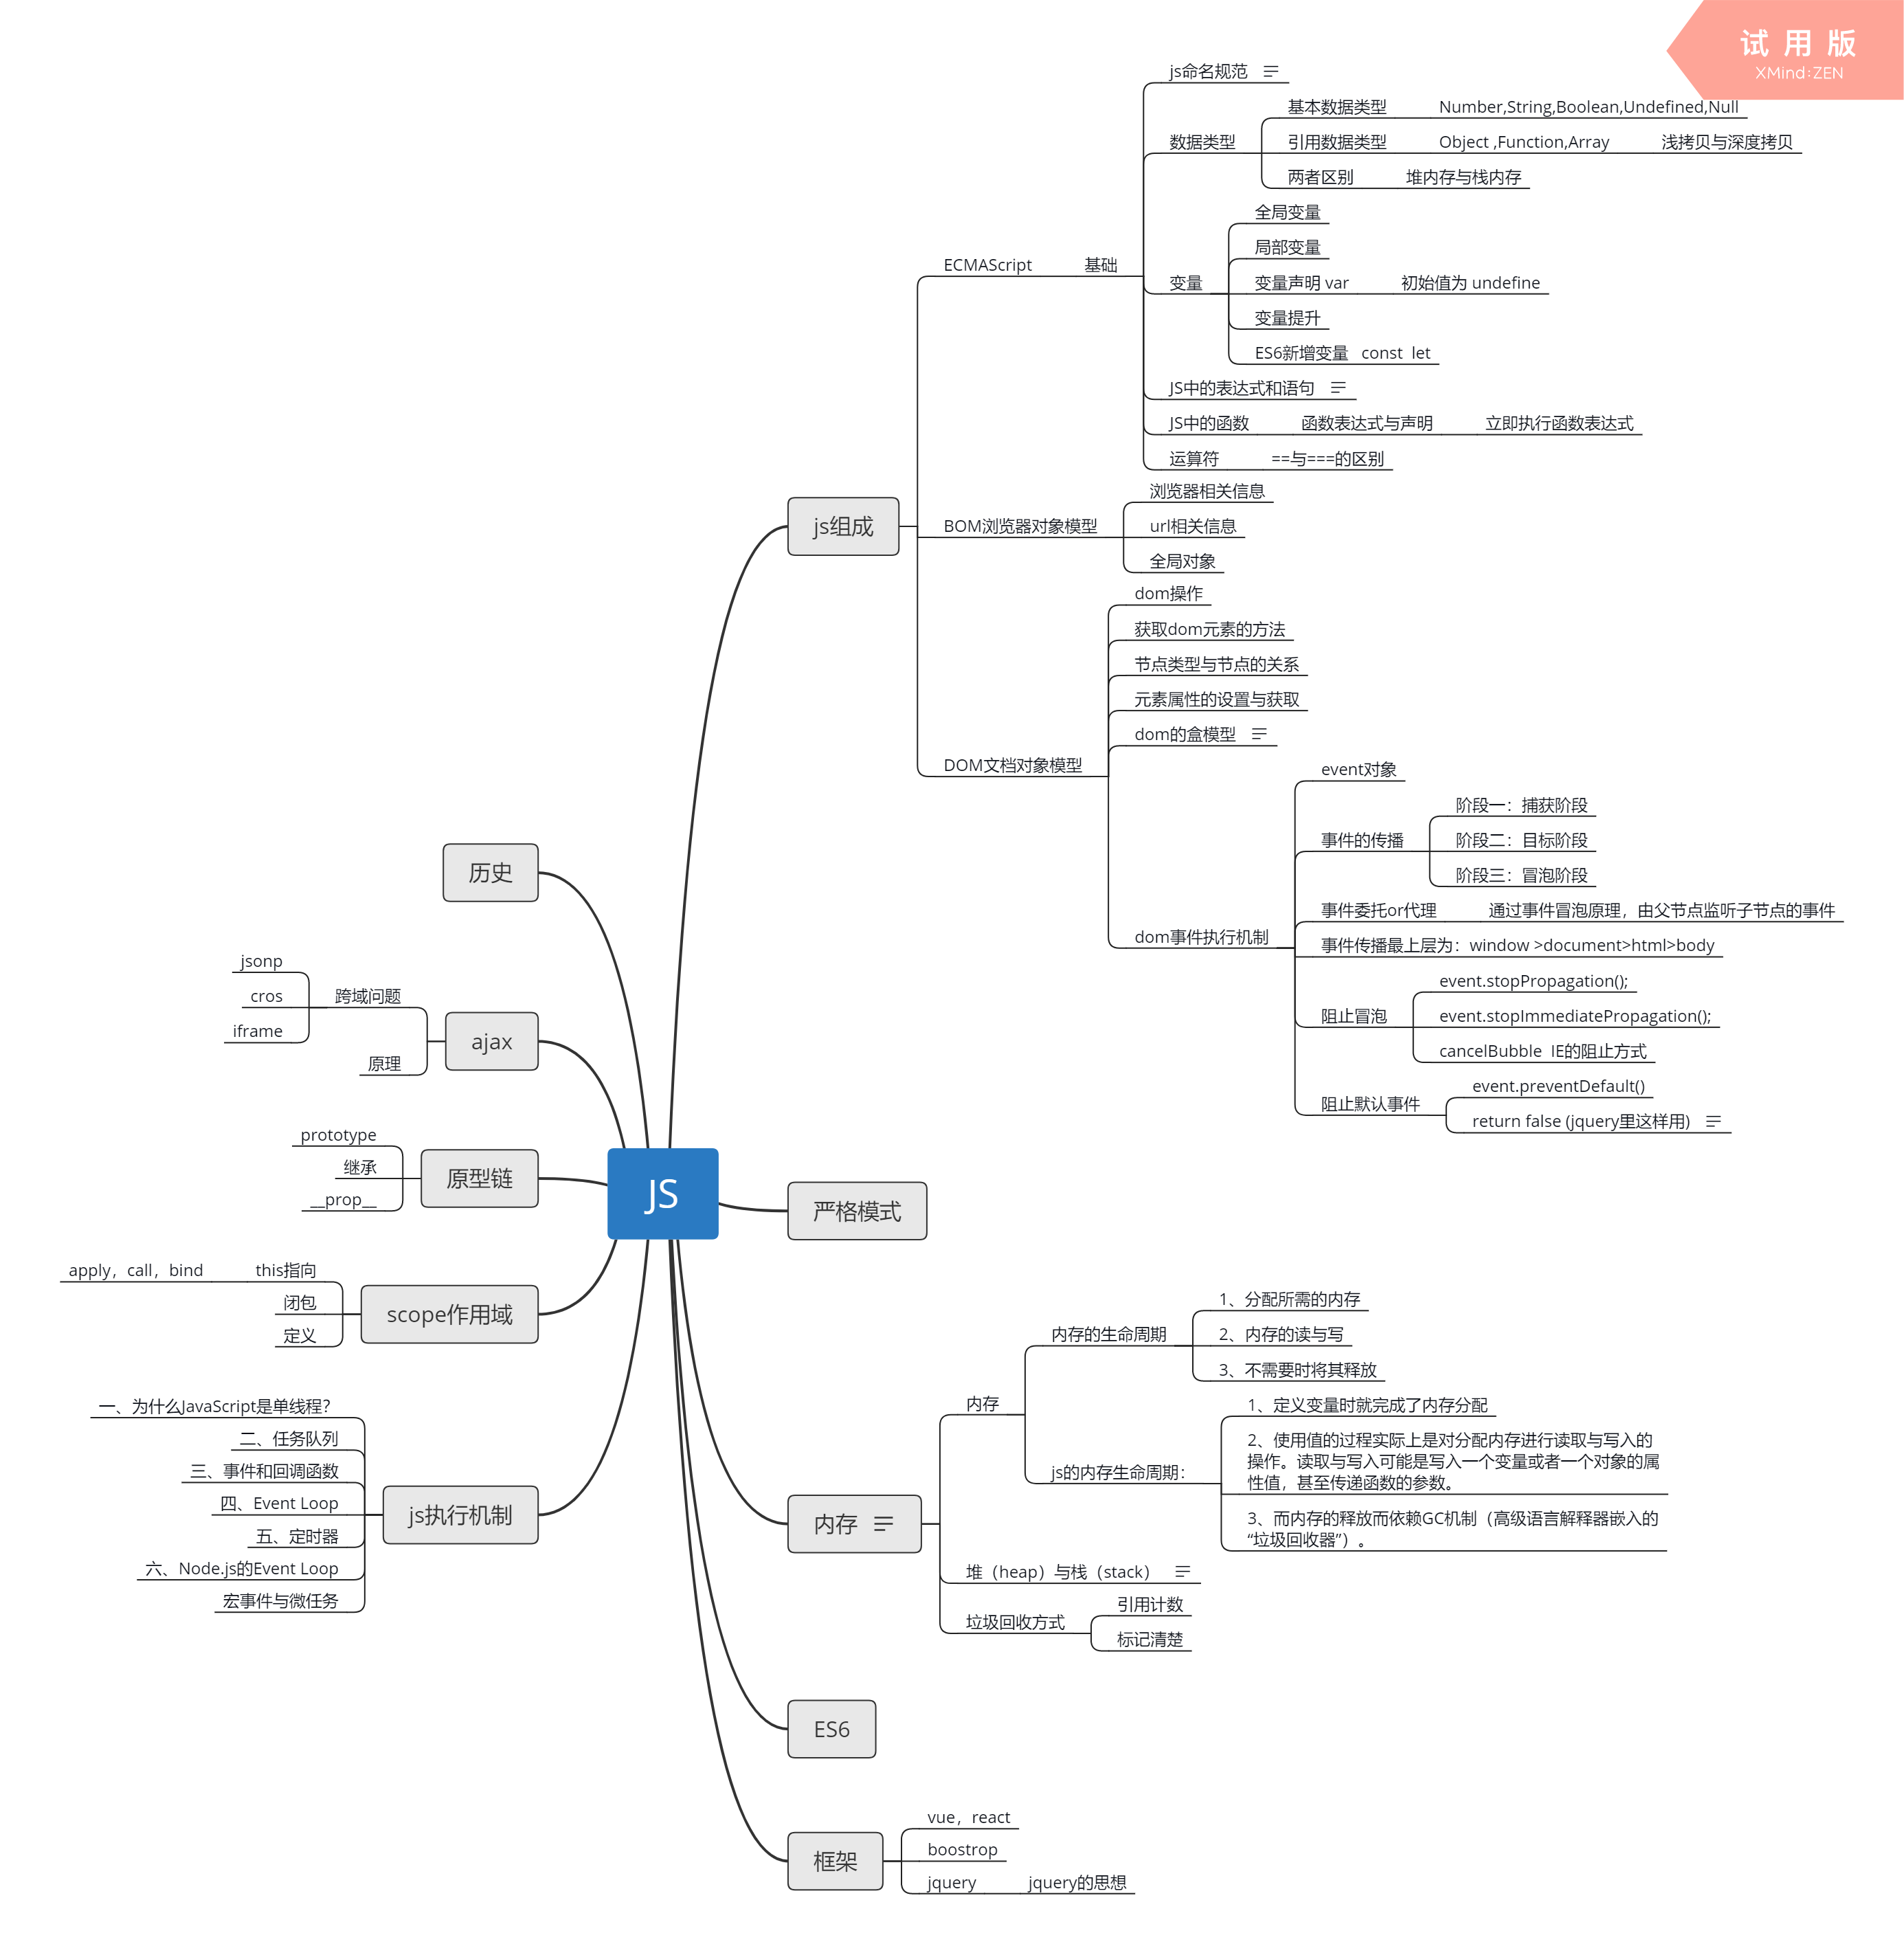 试 用 版
XMind:ZEN
JS
js组成
ECMAScript
基础
js命名规范
数据类型
基本数据类型
Number,String,Boolean,Undefined,Null
引用数据类型
Object ,Function,Array
浅拷贝与深度拷贝
两者区别
堆内存与栈内存
变量
全局变量
局部变量
变量声明 var
初始值为 undefine
变量提升
ES6新增变量 const let
JS中的表达式和语句
JS中的函数
函数表达式与声明
立即执行函数表达式
运算符
==与===的区别
BOM浏览器对象模型
浏览器相关信息
url相关信息
全局对象
DOM文档对象模型
dom操作
获取dom元素的方法
节点类型与节点的关系
元素属性的设置与获取
dom的盒模型
dom事件执行机制
event对象
事件的传播
阶段一：捕获阶段
阶段二：目标阶段
阶段三：冒泡阶段
事件委托or代理
通过事件冒泡原理，由父节点监听子节点的事件
事件传播最上层为：window >document>html>body
阻止冒泡
event.stopPropagation();
event.stopImmediatePropagation();
cancelBubble IE的阻止方式
阻止默认事件
event.preventDefault()
return false (jquery里这样用)
严格模式
内存
内存
内存的生命周期
1、分配所需的内存
2、内存的读与写
3、不需要时将其释放
js的内存生命周期：
1、定义变量时就完成了内存分配
2、使用值的过程实际上是对分配内存进行读取与写入的
操作。读取与写入可能是写入一个变量或者一个对象的属
性值，甚至传递函数的参数。
3、而内存的释放而依赖GC机制（高级语言解释器嵌入的
“垃圾回收器”）。
堆（heap）与栈（stack）
垃圾回收方式
引用计数
标记清楚
ES6
框架
vue，react
boostrop
jquery
jquery的思想
历史
ajax
跨域问题
jsonp
cros
iframe
原理
原型链
prototype
继承
__prop__
scope作用域
this指向
apply，call，bind
闭包
定义
js执行机制
一、为什么JavaScript是单线程？
二、任务队列
三、事件和回调函数
四、Event Loop
五、定时器
六、Node.js的Event Loop
宏事件与微任务